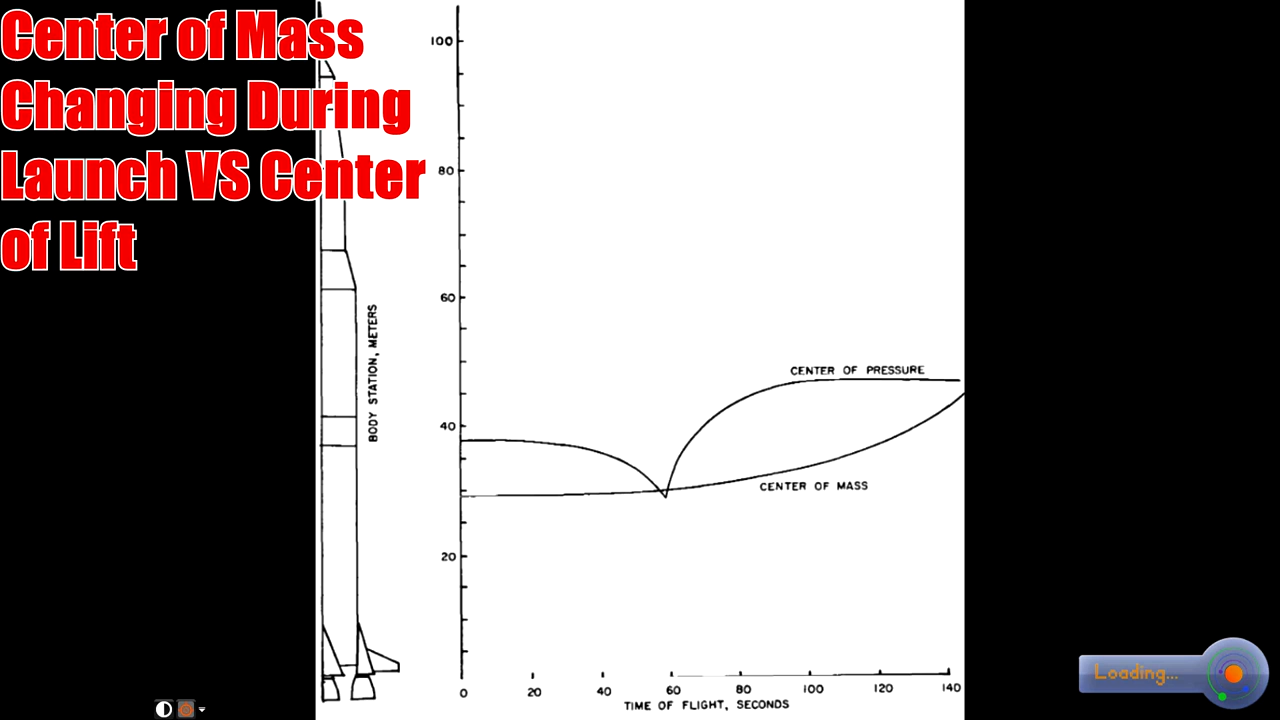 Center of Mass
Changing During
Launch VS Center
of Lift
BODY STATION, METERS
100
80
60
40
20
CENTER OF PRESSURE
CENTER OF MASS
0 20 40 60 80 100 120 140
TIME OF FLIGHT, SECONDS
Loading...